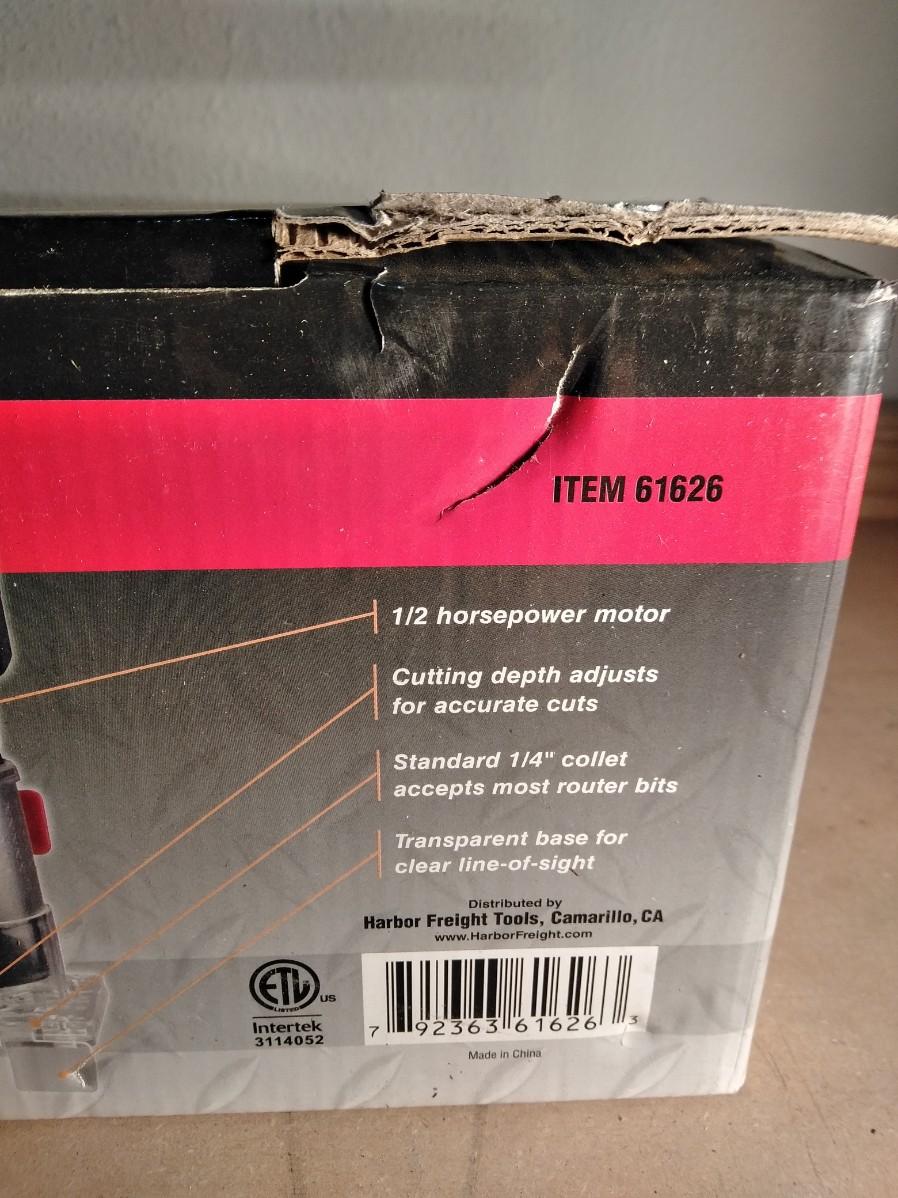 ITEM 61626
1/2 horsepower motor
Cutting depth adjusts
for accurate cuts
Standard 1/4" collet
accepts most router bits
Transparent base for
clear line-of-sight
Distributed by
Harbor Freight Tools, Camarillo, CA
www.HarborFreight.com
ETL
LISTED
US
Intertek
3114052
7 92363 61626 3
Made in China